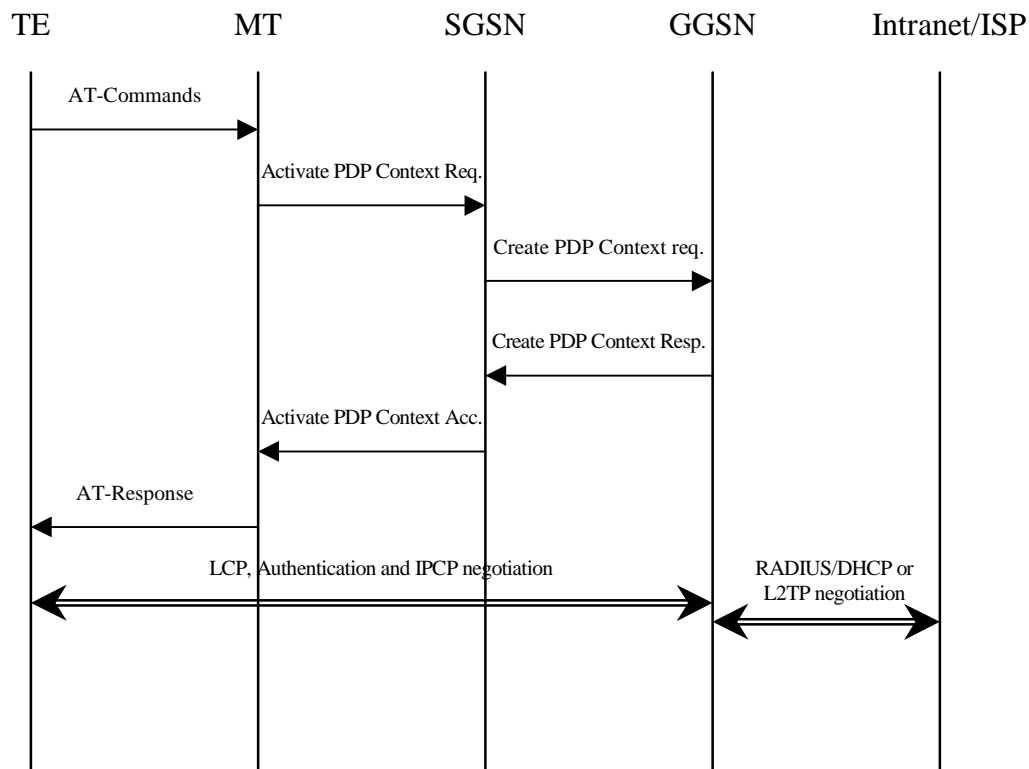 TE MT SGSN GGSN Intranet/ISP
AT-Commands
Activate PDP Context Req.
Create PDP Context req.
Create PDP Context Resp.
Activate PDP Context Acc.
AT-Response
LCP, Authentication and IPCP negotiation
RADIUS/DHCP or
L2TP negotiation